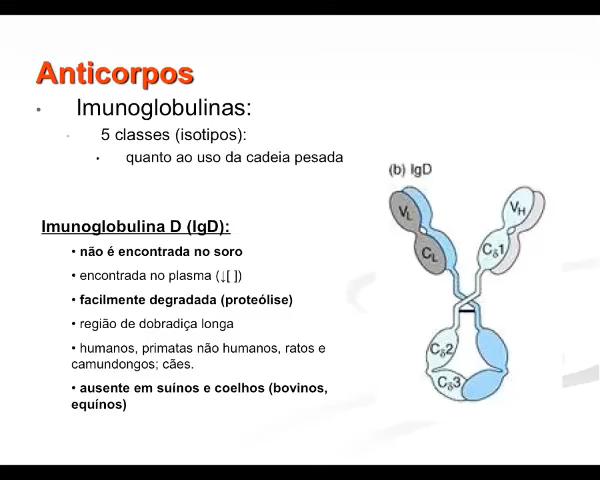 Anticorpos
• Imunoglobulinas:
• 5 classes (isotipos):
• quanto ao uso da cadeia pesada
Imunoglobulina D (IgD):
• não é encontrada no soro
• encontrada no plasma (↓[ ])
• facilmente degradada (proteólise)
• região de dobradiça longa
• humanos, primatas não humanos, ratos e
camundongos; cães.
• ausente em suínos e coelhos (bovinos,
equínos)
(b) IgD
VL
VH
CL
Cδ1
Cδ2
Cδ3